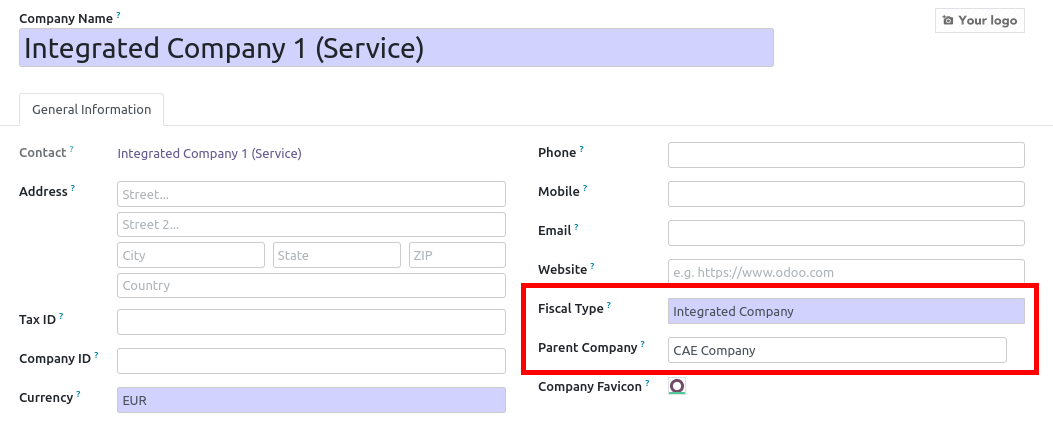 Company Name ?
Your logo
Integrated Company 1 (Service)
General Information
Contact ?
Integrated Company 1 (Service)
Address ?
Street...
Street 2...
City
State
ZIP
Country
Tax ID ?
Company ID ?
Currency ?
EUR
Phone ?
Mobile ?
Email ?
Website ?
e.g. https://www.odoo.com
Fiscal Type ?
Integrated Company
Parent Company ?
CAE Company
Company Favicon ?